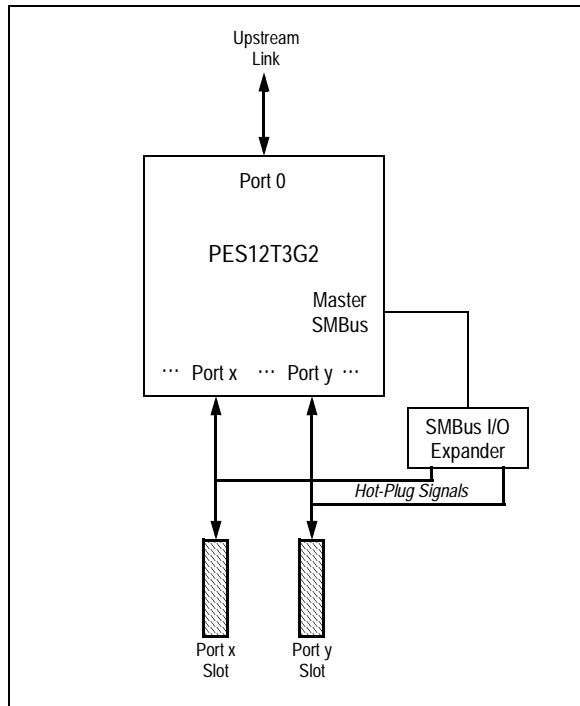 Upstream
Link
Port 0
PES12T3G2
Master
SMBus
··· Port x ··· Port y ···
SMBus I/O
Expander
Hot-Plug Signals
Port x
Slot
Port y
Slot